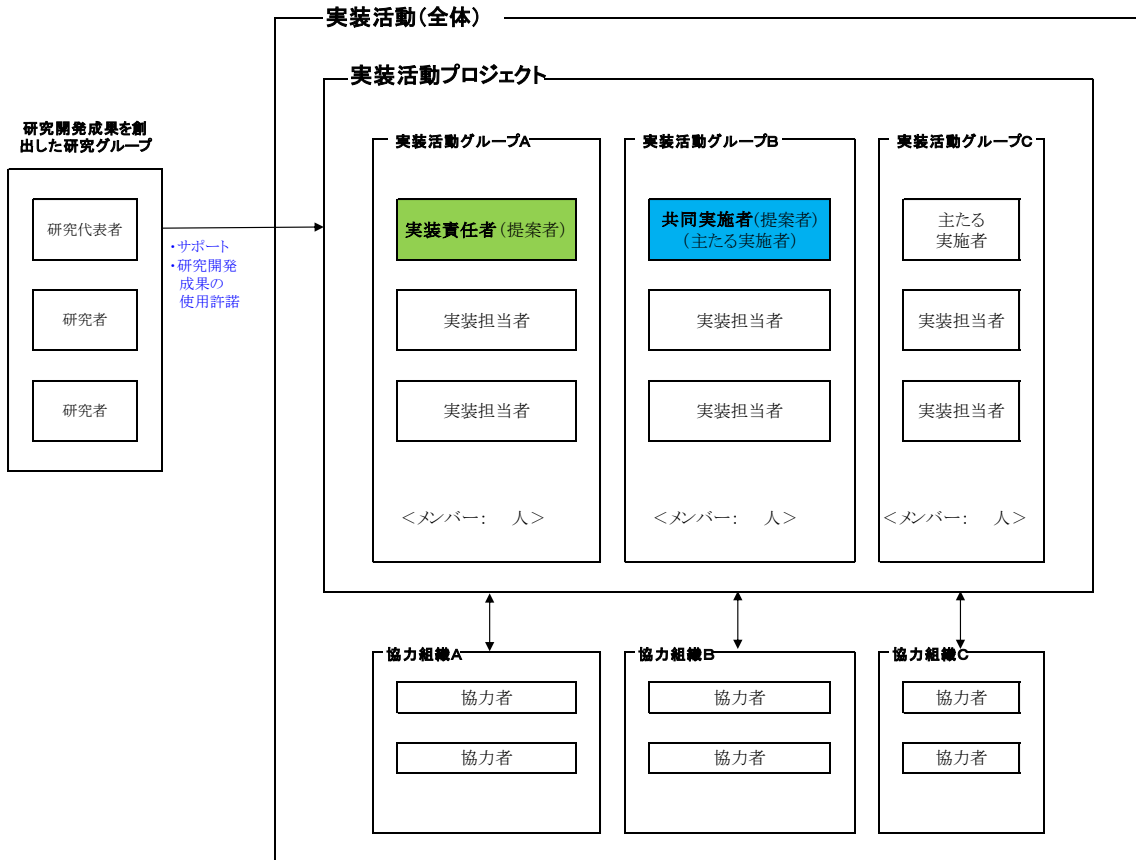 実装活動(全体)
実装活動プロジェクト
研究開発成果を創
出した研究グループ
研究代表者
研究者
研究者
・サポート
・研究開発
成果の
使用許諾
実装活動グループA
実装責任者(提案者)
実装担当者
実装担当者
＜メンバー：　人＞
実装活動グループB
共同実施者(提案者)
(主たる実施者)
実装担当者
実装担当者
＜メンバー：　人＞
実装活動グループC
主たる
実施者
実装担当者
実装担当者
＜メンバー：　人＞
協力組織A
協力者
協力者
協力組織B
協力者
協力者
協力組織C
協力者
協力者